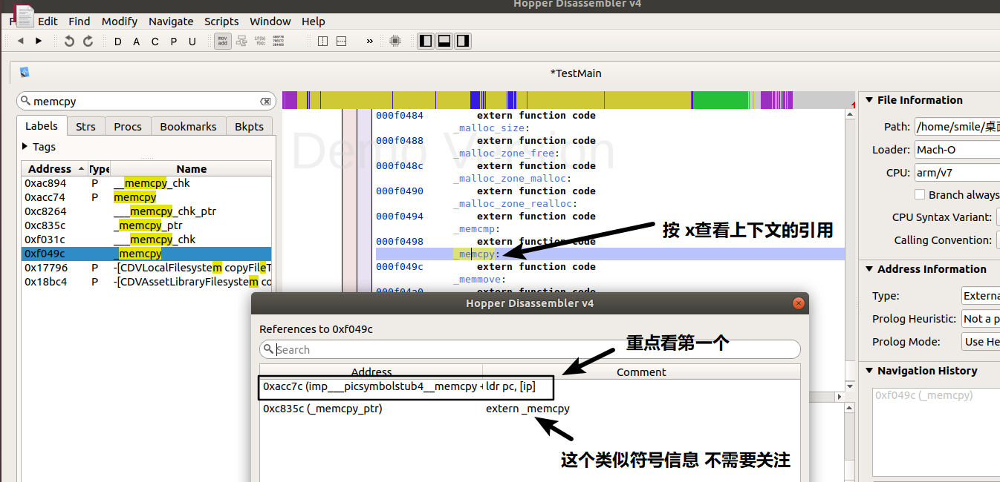 Hopper Disassembler v4
F Edit Find Modify Navigate Scripts Window Help
D A C P U mov add if(b) f(x); »
*TestMain
memcpy
Labels Strs Procs Bookmarks Bkpts
Tags
Address Type Name
0xac894 P __memcpy_chk
0xacc74 P memcpy
0xc8264 ___memcpy_chk_ptr
0xc835c _memcpy_ptr
0xf031c ___memcpy_chk
0xf049c _memcpy
0x17796 P -[CDVLocalFilesystem copyFileT
0x18bc4 P -[CDVAssetLibraryFilesystem co
Demo Version
000f0484 extern function code
_malloc_size:
000f0488 extern function code
_malloc_zone_free:
000f048c extern function code
_malloc_zone_malloc:
000f0490 extern function code
_malloc_zone_realloc:
000f0494 extern function code
_memcmp:
000f0498 extern function code
_memcpy:
000f049c extern function code
_memmove:
000f04a0 extern function code
按 x查看上下文的引用
File Information
Path: /home/smile/桌面
Loader: Mach-O
CPU: arm/v7
Branch always
CPU Syntax Variant:
Calling Convention:
Address Information
Type: Externa
Prolog Heuristic: Not a p
Prolog Mode: Use He
Navigation History
0xf049c (_memcpy)
Hopper Disassembler v4
References to 0xf049c
Search
重点看第一个
Address Comment
0xacc7c (imp___picsymbolstub4__memcpy + ldr pc, [ip]
0xc835c (_memcpy_ptr) extern _memcpy
这个类似符号信息 不需要关注